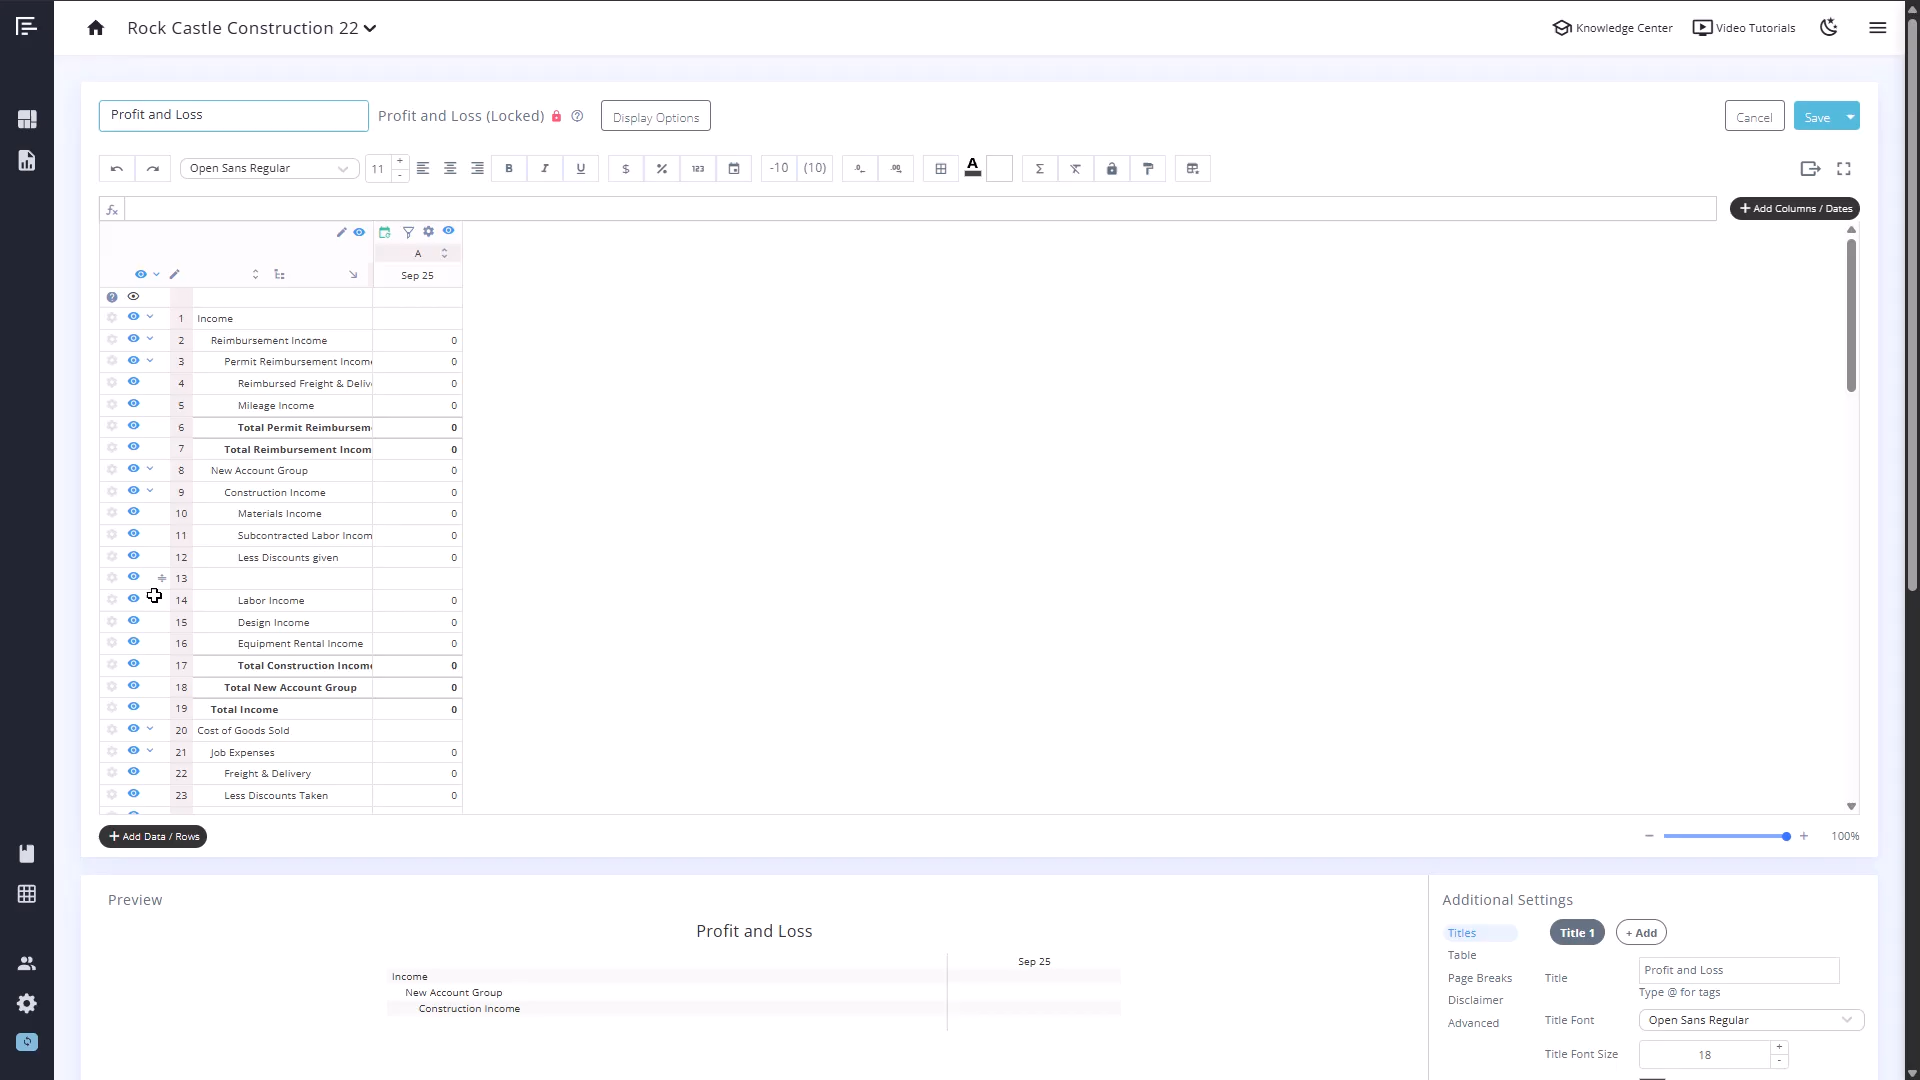 Rock Castle Construction 22
Knowledge Center
Video Tutorials
Profit and Loss
Profit and Loss (Locked)
Display Options
Cancel
Save
Open Sans Regular
11
+
-
B
I
U
$
%
123
-10
(10)
A
Σ
fx
+ Add Columns / Dates
A
Sep 25
1 Income
2 Reimbursement Income 0
3 Permit Reimbursement Income 0
4 Reimbursed Freight & Deliv 0
5 Mileage Income 0
6 Total Permit Reimbursem 0
7 Total Reimbursement Incom 0
8 New Account Group 0
9 Construction Income 0
10 Materials Income 0
11 Subcontracted Labor Incom 0
12 Less Discounts given 0
13
14 Labor Income 0
15 Design Income 0
16 Equipment Rental Income 0
17 Total Construction Income 0
18 Total New Account Group 0
19 Total Income 0
20 Cost of Goods Sold
21 Job Expenses 0
22 Freight & Delivery 0
23 Less Discounts Taken 0
+ Add Data / Rows
− + 100%
Preview
Profit and Loss
Sep 25
Income
New Account Group
Construction Income
Additional Settings
Titles
Table
Page Breaks
Disclaimer
Advanced
Title 1
+ Add
Title
Profit and Loss
Type @ for tags
Title Font
Open Sans Regular
Title Font Size
18
+
-